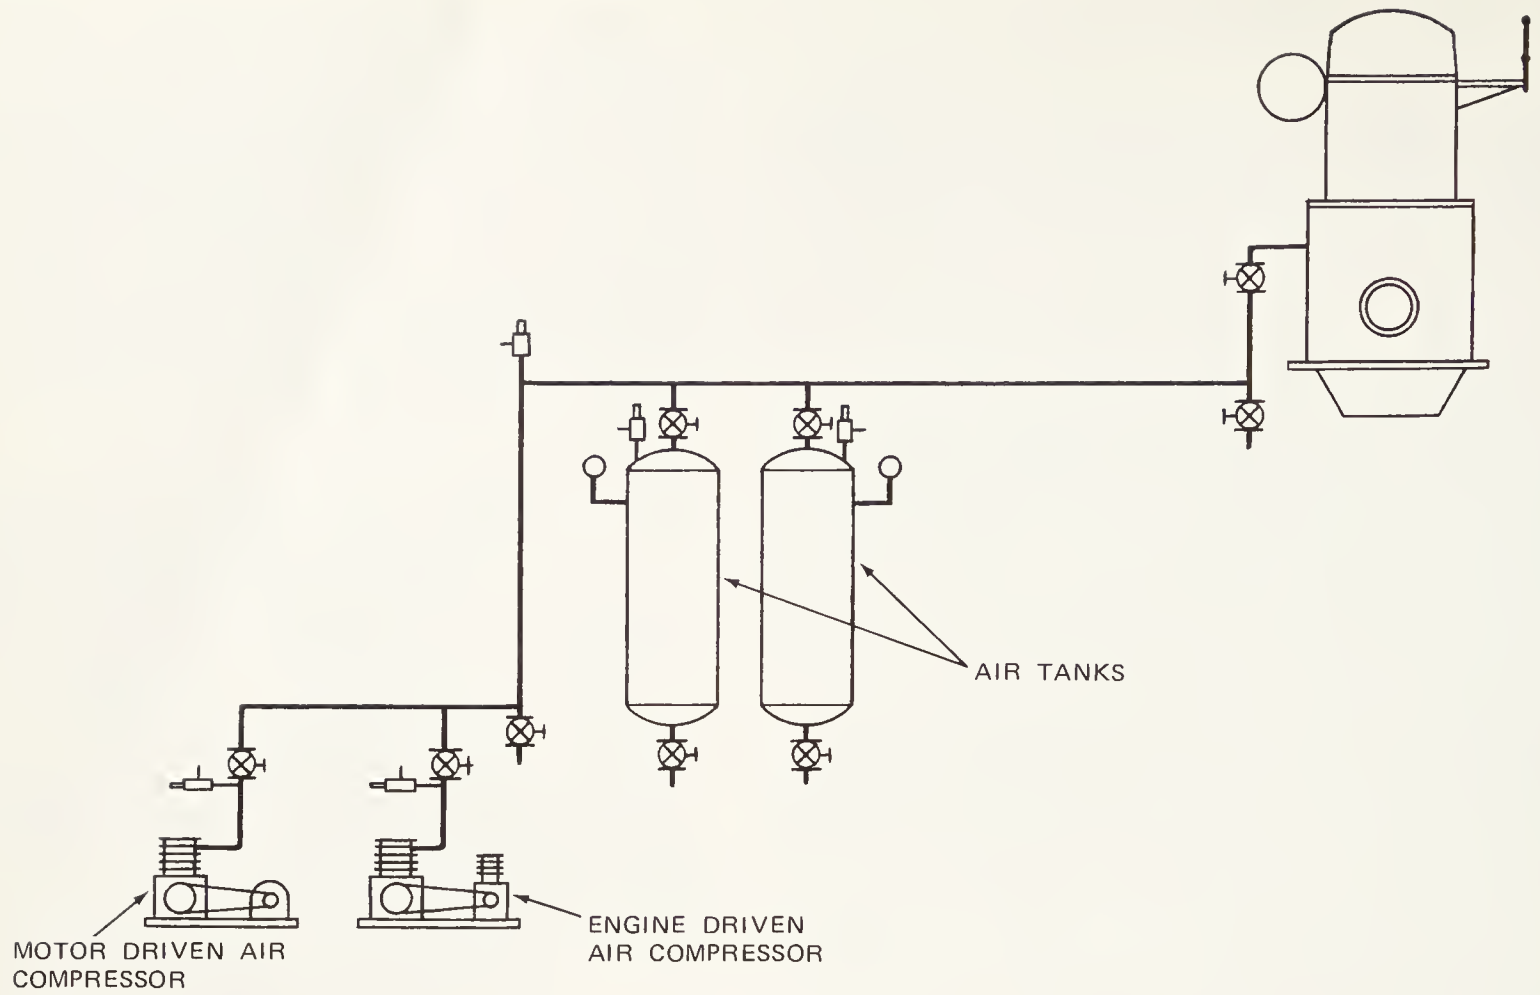 AIR TANKS
ENGINE DRIVEN
AIR COMPRESSOR
MOTOR DRIVEN AIR
COMPRESSOR